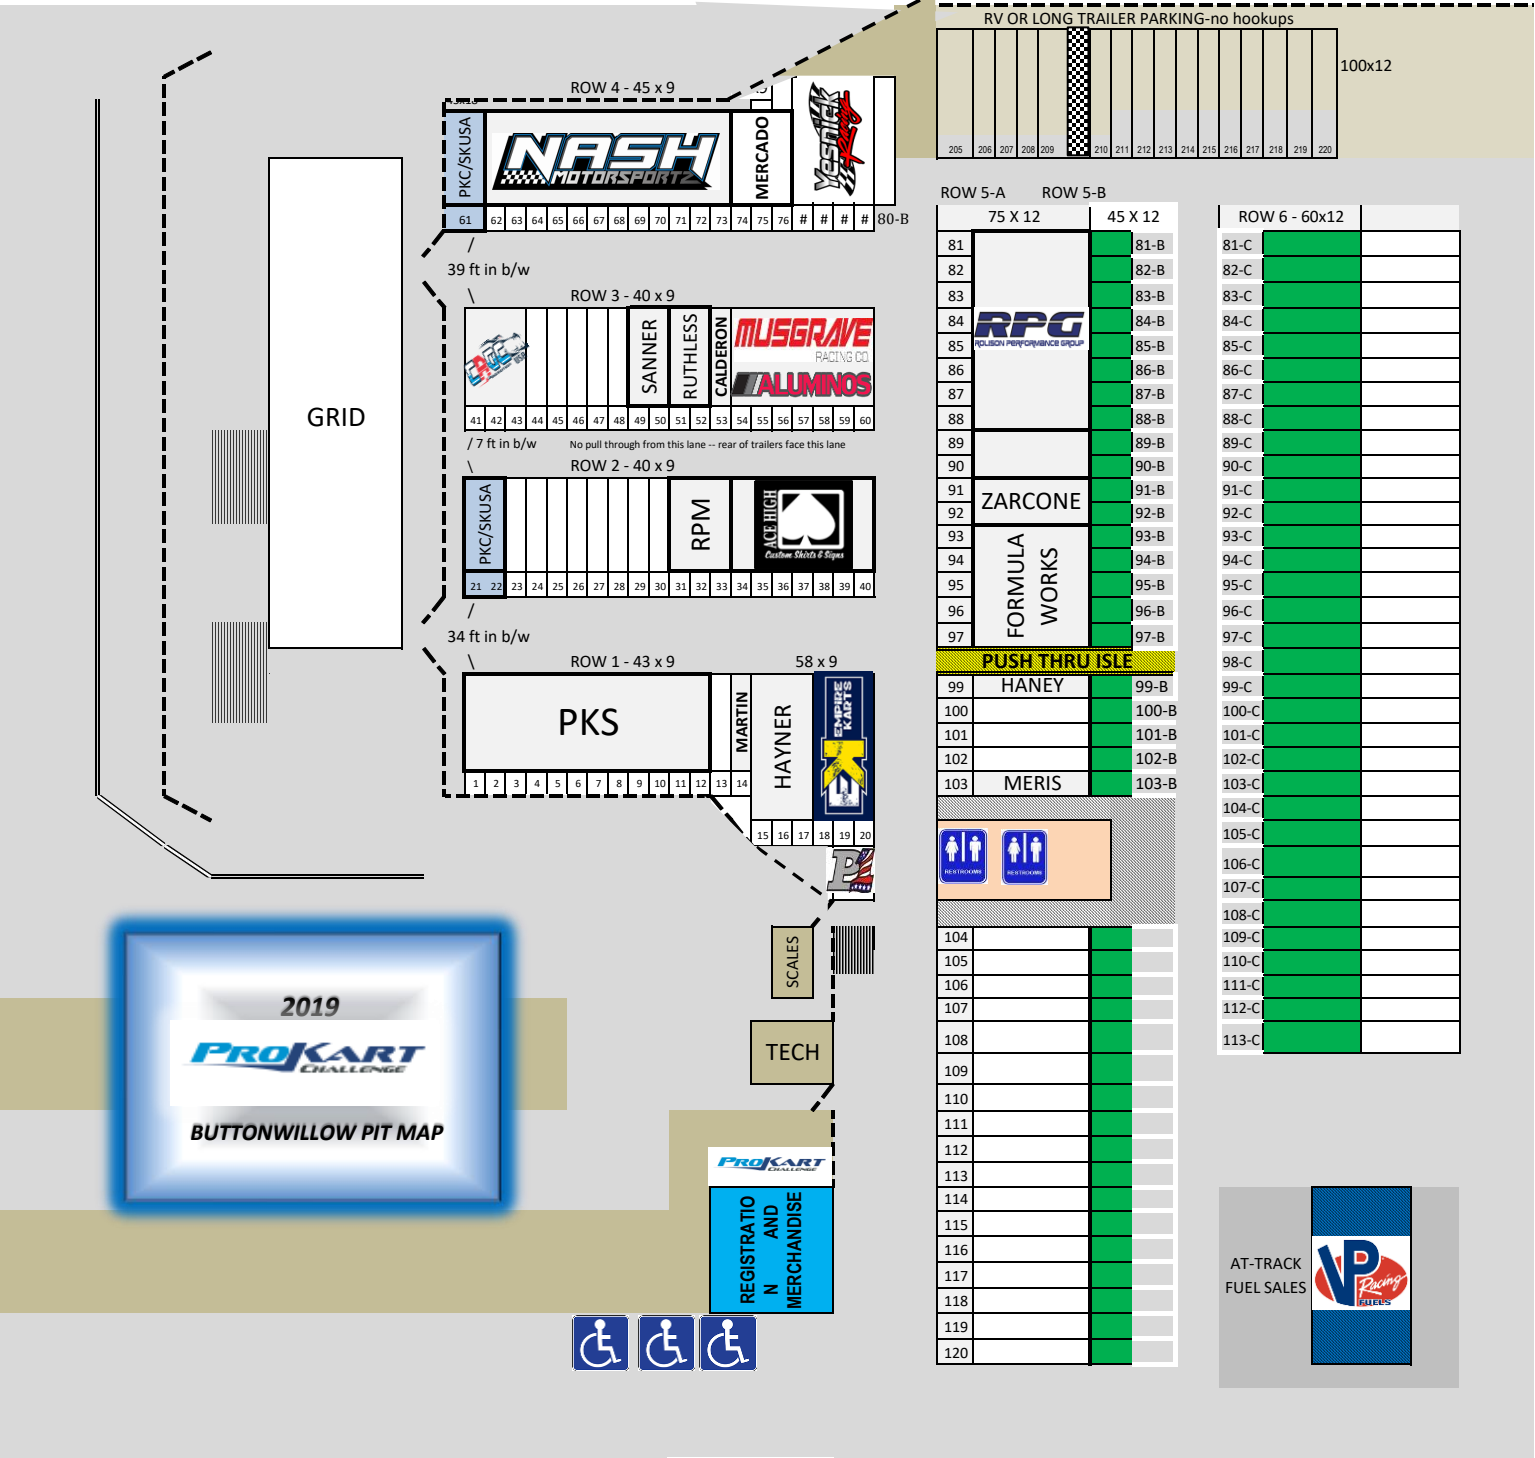 RV OR LONG TRAILER PARKING-no hookups
100x12
205 206 207 208 209 210 211 212 213 214 215 216 217 218 219 220
ROW 4 - 45 x 9
PKC/SKUSA
NASH
MOTORSPORTZ
MERCADO
Yesnick
Racing
61 62 63 64 65 66 67 68 69 70 71 72 73 74 75 76 # # # # 80-B
39 ft in b/w
ROW 3 - 40 x 9
SANNER
RUTHLESS
CALDERON
MUSGRAVE
RACING CO
ALUMINOS
41 42 43 44 45 46 47 48 49 50 51 52 53 54 55 56 57 58 59 60
/ 7 ft in b/w
No pull through from this lane -- rear of trailers face this lane
ROW 2 - 40 x 9
PKC/SKUSA
RPM
ACE HIGH
Custom Shirts & Signs
21 22 23 24 25 26 27 28 29 30 31 32 33 34 35 36 37 38 39 40
34 ft in b/w
ROW 1 - 43 x 9
58 x 9
PKS
MARTIN
HAYNER
EMPIRE
KARTS
EK
1 2 3 4 5 6 7 8 9 10 11 12 13 14
15 16 17 18 19 20
P1
GRID
SCALES
TECH
2019
PROKART
CHALLENGE
BUTTONWILLOW PIT MAP
PROKART
CHALLENGE
REGISTRATIO
N AND
MERCHANDISE
ROW 5-A ROW 5-B
75 X 12 45 X 12
81 81-B
82 82-B
83 83-B
84 84-B
85 85-B
86 86-B
87 87-B
88 88-B
RPG
ROLISON PERFORMANCE GROUP
89 89-B
90 90-B
91 91-B
92 92-B
ZARCONE
93 93-B
94 94-B
95 95-B
96 96-B
97 97-B
FORMULA
WORKS
PUSH THRU ISLE
99 HANEY 99-B
100 100-B
101 101-B
102 102-B
103 MERIS 103-B
RESTROOMS
RESTROOMS
104
105
106
107
108
109
110
111
112
113
114
115
116
117
118
119
120
ROW 6 - 60x12
81-C
82-C
83-C
84-C
85-C
86-C
87-C
88-C
89-C
90-C
91-C
92-C
93-C
94-C
95-C
96-C
97-C
98-C
99-C
100-C
101-C
102-C
103-C
104-C
105-C
106-C
107-C
108-C
109-C
110-C
111-C
112-C
113-C
AT-TRACK
FUEL SALES
VP
Racing
FUELS